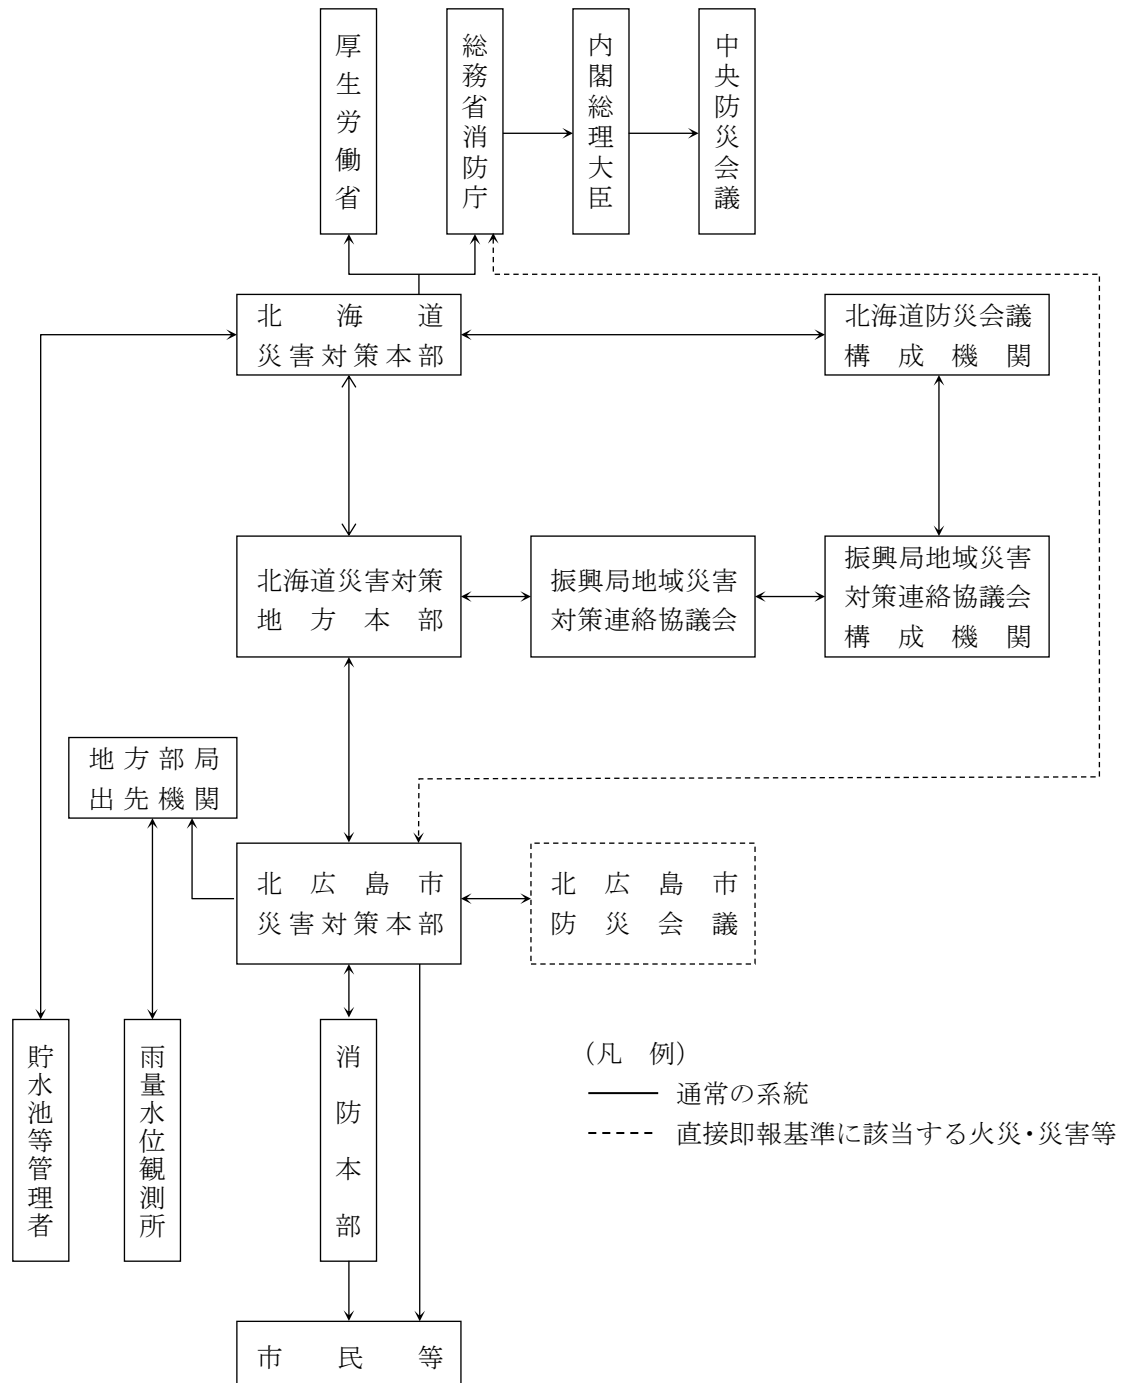 厚生労働省
総務省消防庁
内閣総理大臣
中央防災会議
北海道
災害対策本部
北海道防災会議
構成機関
北海道災害対策
地方本部
振興局地域災害
対策連絡協議会
振興局地域災害
対策連絡協議会
構成機関
地方部局
出先機関
北広島市
災害対策本部
北広島市
防災会議
貯水池等管理者
雨量水位観測所
消防本部
(凡 例)
通常の系統
直接即報基準に該当する火災・災害等
市民等